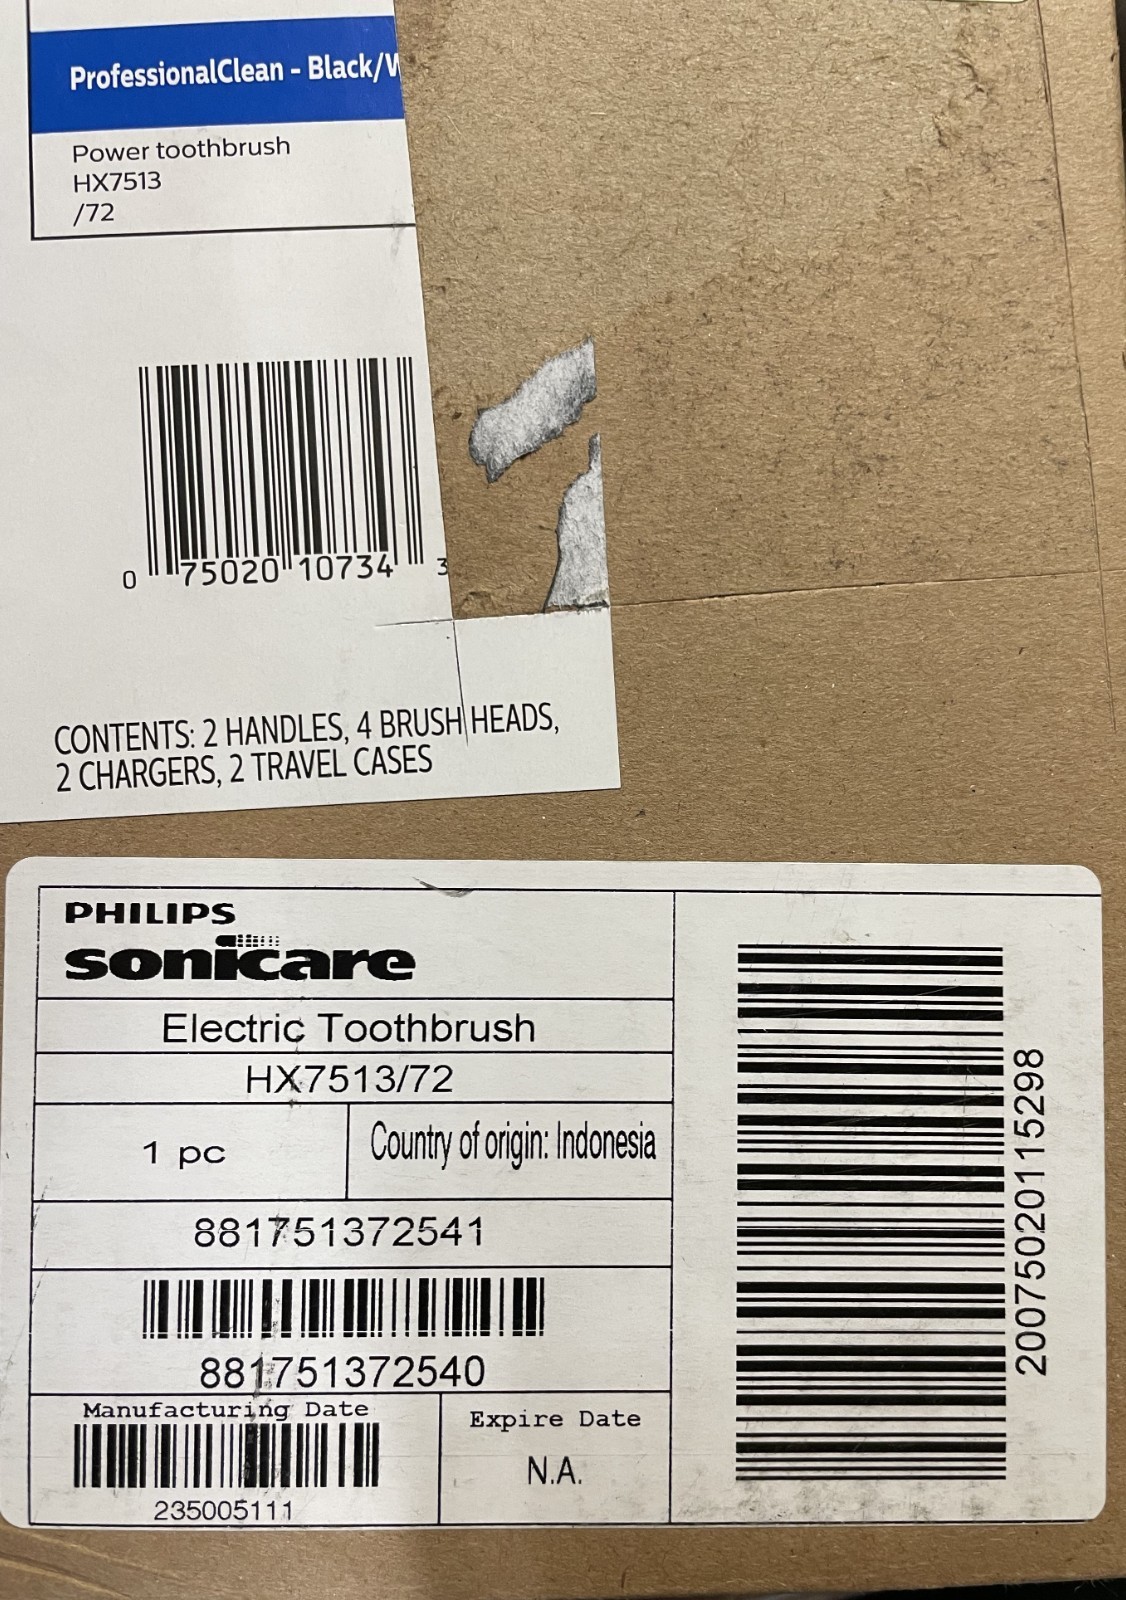 ProfessionalClean - Black/W
Power toothbrush
HX7513
/72
0 75020 10734 3
CONTENTS: 2 HANDLES, 4 BRUSH HEADS,
2 CHARGERS, 2 TRAVEL CASES
PHILIPS
sonicare
Electric Toothbrush
HX7513/72
1 pc
Country of origin: Indonesia
881751372541
881751372540
Manufacturing Date
235005111
Expire Date
N.A.
20075020115298